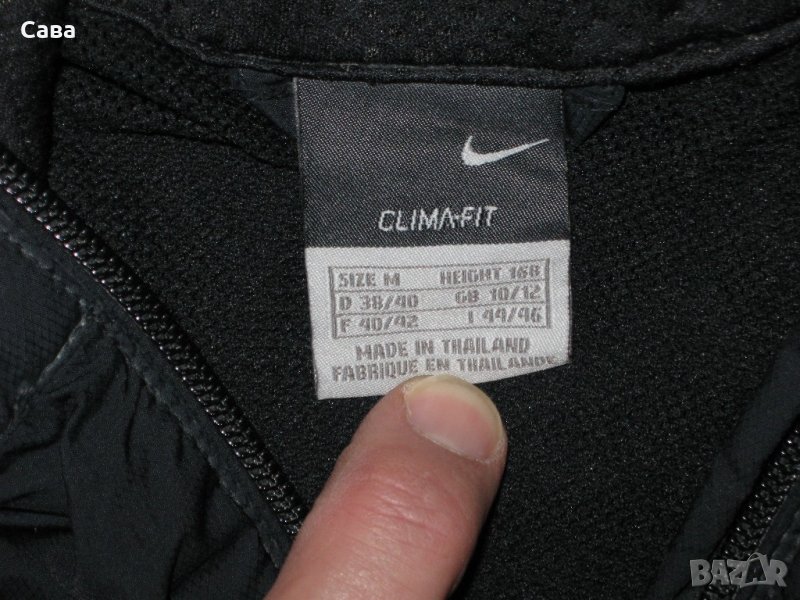 Сава
CLIMA-FIT
SIZE M HEIGHT 168
D 38/40 GB 10/12
F 40/42 I 44/46
MADE IN THAILAND
FABRIQUE EN THAILANDE
BAZAR